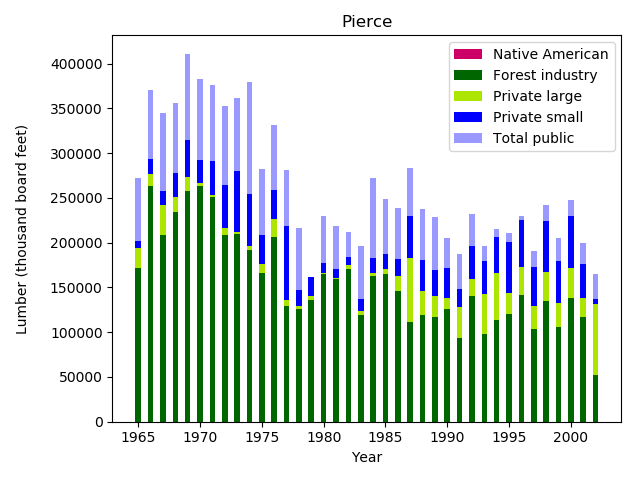 Pierce
Native American
Forest industry
Private large
Private small
Total public
Lumber (thousand board feet)
400000
350000
300000
250000
200000
150000
100000
50000
0
1965 1970 1975 1980 1985 1990 1995 2000
Year